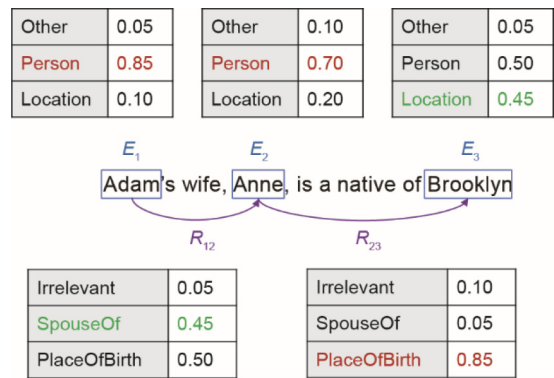 Other 0.05
Person 0.85
Location 0.10
Other 0.10
Person 0.70
Location 0.20
Other 0.05
Person 0.50
Location 0.45
E1 E2 E3
Adam's wife, Anne, is a native of Brooklyn
R12 R23
Irrelevant 0.05
SpouseOf 0.45
PlaceOfBirth 0.50
Irrelevant 0.10
SpouseOf 0.05
PlaceOfBirth 0.85